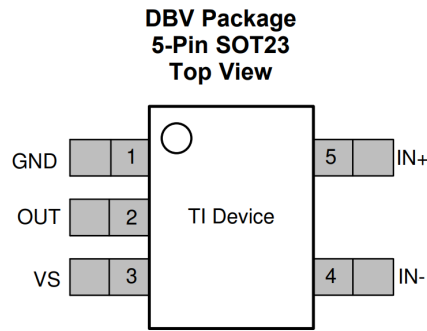 DBV Package
5-Pin SOT23
Top View
GND 1 5 IN+
OUT 2 TI Device
VS 3 4 IN-